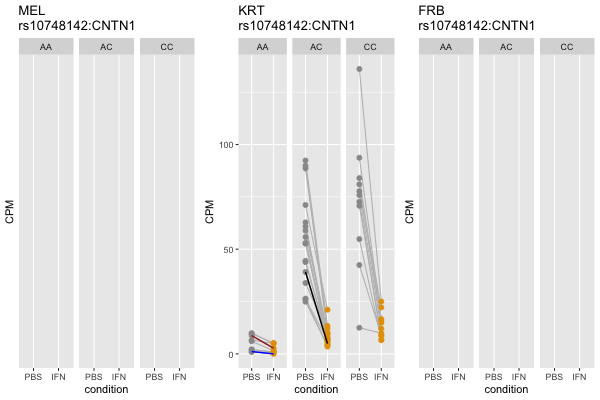 MEL
rs10748142:CNTN1
AA AC CC
CPM
PBS IFN PBS IFN PBS IFN
condition
KRT
rs10748142:CNTN1
AA AC CC
100
50
0
CPM
PBS IFN PBS IFN PBS IFN
condition
FRB
rs10748142:CNTN1
AA AC CC
CPM
PBS IFN PBS IFN PBS IFN
condition